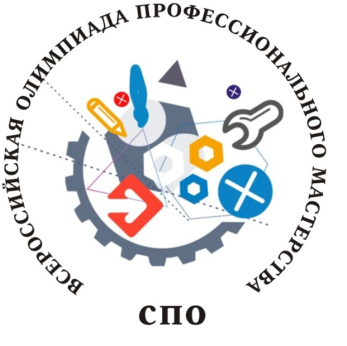 ВСЕРОССИЙСКАЯ ОЛИМПИАДА ПРОФЕССИОНАЛЬНОГО МАСТЕРСТВА
СПО